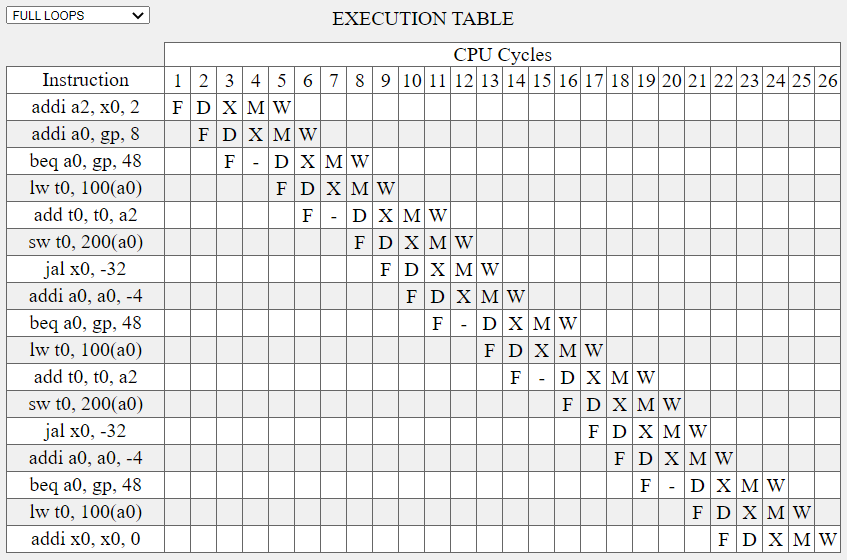 FULL LOOPS
EXECUTION TABLE
CPU Cycles
Instruction 1 2 3 4 5 6 7 8 9 10 11 12 13 14 15 16 17 18 19 20 21 22 23 24 25 26
addi a2, x0, 2 F D X M W
addi a0, gp, 8 F D X M W
beq a0, gp, 48 F - D X M W
lw t0, 100(a0) F D X M W
add t0, t0, a2 F - D X M W
sw t0, 200(a0) F D X M W
jal x0, -32 F D X M W
addi a0, a0, -4 F D X M W
beq a0, gp, 48 F - D X M W
lw t0, 100(a0) F D X M W
add t0, t0, a2 F - D X M W
sw t0, 200(a0) F D X M W
jal x0, -32 F D X M W
addi a0, a0, -4 F D X M W
beq a0, gp, 48 F - D X M W
lw t0, 100(a0) F D X M W
addi x0, x0, 0 F D X M W